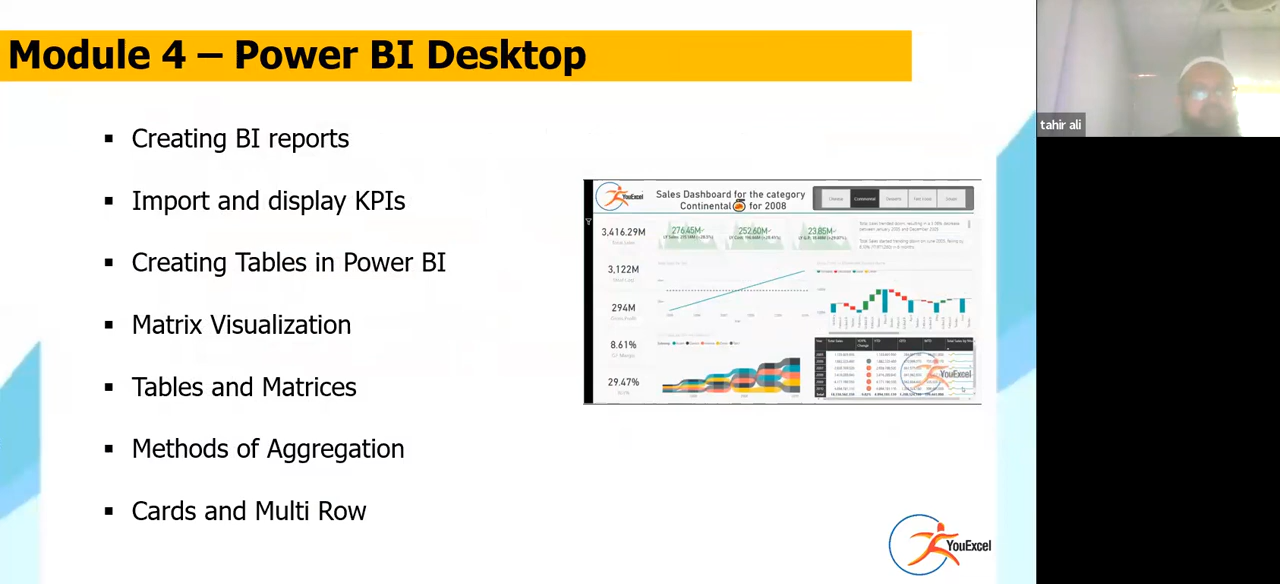 Module 4 – Power BI Desktop
tahir ali
▪ Creating BI reports
▪ Import and display KPIs
▪ Creating Tables in Power BI
▪ Matrix Visualization
▪ Tables and Matrices
▪ Methods of Aggregation
▪ Cards and Multi Row
YouExcel
Sales Dashboard for the category
Continental for 2008
3,416.29M
276.45M
252.60M
23.85M
3,122M
294M
8.61%
29.47%
YouExcel
YouExcel